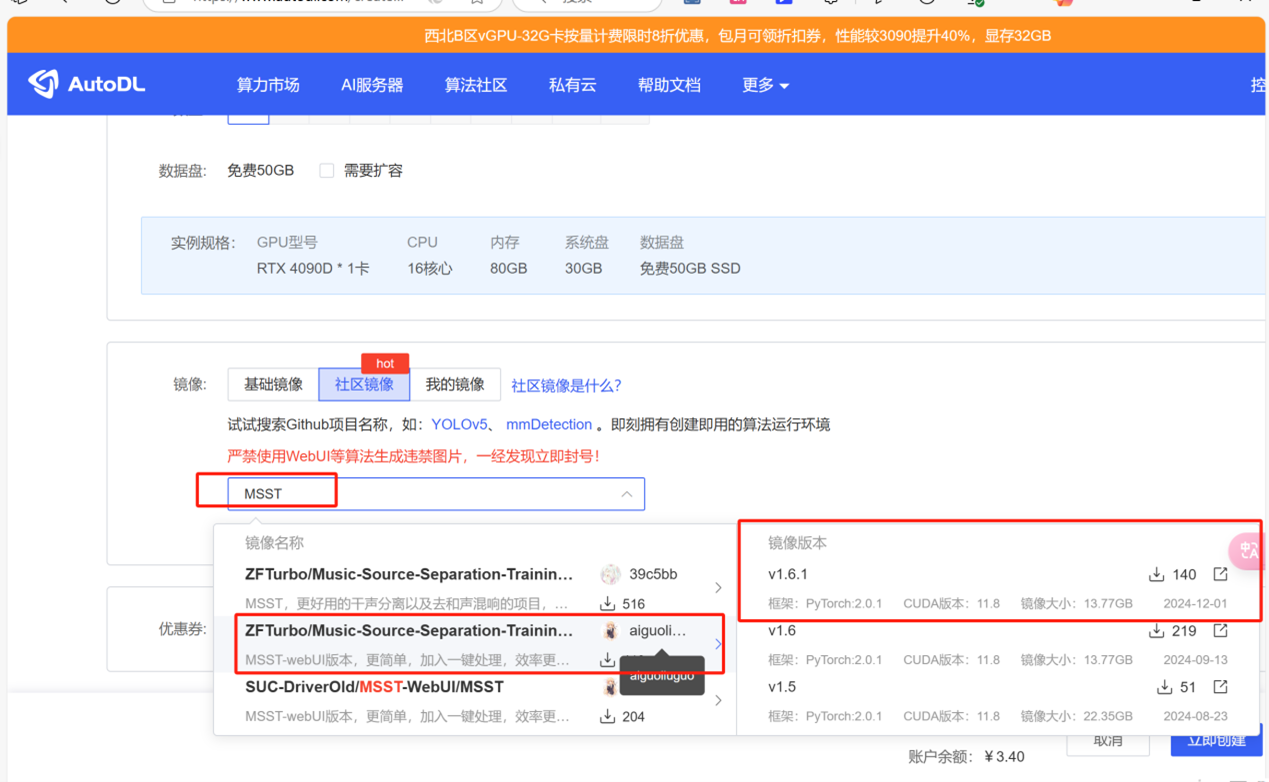 西北B区vGPU-32G卡按量计费限时8折优惠，包月可领折扣券，性能较3090提升40%，显存32GB
AutoDL 算力市场 AI服务器 算法社区 私有云 帮助文档 更多 控
数据盘: 免费50GB 需要扩容
实例规格: GPU型号 CPU 内存 系统盘 数据盘
RTX 4090D * 1卡 16核心 80GB 30GB 免费50GB SSD
hot
镜像: 基础镜像 社区镜像 我的镜像 社区镜像是什么?
试试搜索Github项目名称，如：YOLOv5、 mmDetection 。即刻拥有创建即用的算法运行环境
严禁使用WebUI等算法生成违禁图片，一经发现立即封号!
MSST
镜像名称 镜像版本
ZFTurbo/Music-Source-Separation-Trainin... 39c5bb v1.6.1 140
MSST，更好用的干声分离以及去和声混响的项目，... 516 框架：PyTorch:2.0.1 CUDA版本：11.8 镜像大小：13.77GB 2024-12-01
ZFTurbo/Music-Source-Separation-Trainin... aiguoli... v1.6 219
MSST-webUI版本，更简单，加入一键处理，效率更... 框架：PyTorch:2.0.1 CUDA版本：11.8 镜像大小：13.77GB 2024-09-13
aiguoliuguo
SUC-DriverOld/MSST-WebUI/MSST v1.5 51
MSST-webUI版本，更简单，加入一键处理，效率更... 204 框架：PyTorch:2.0.1 CUDA版本：11.8 镜像大小：22.35GB 2024-08-23
优惠券:
取消 立即创建
账户余额: ¥3.40